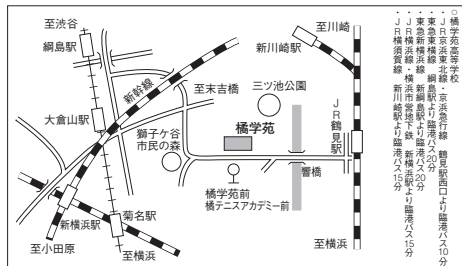 ○橘学苑高等学校
・JR京浜東北線・京浜急行線 鶴見駅西口より臨港バス10分
・東急東横線 綱島駅より臨港バス20分
・東急新横浜線 新綱島駅より臨港バス20分
・JR横浜線・横浜市営地下鉄 新横浜駅より臨港バス15分
・JR横須賀線 新川崎駅より臨港バス15分
至渋谷
綱島駅
新幹線
至末吉橋
三ツ池公園
至川崎
新川崎駅
JR鶴見駅
大倉山駅
獅子ケ谷
市民の森
橘学苑
響橋
橘学苑前
橘テニスアカデミー前
新横浜駅
菊名駅
至小田原
至横浜
至横浜